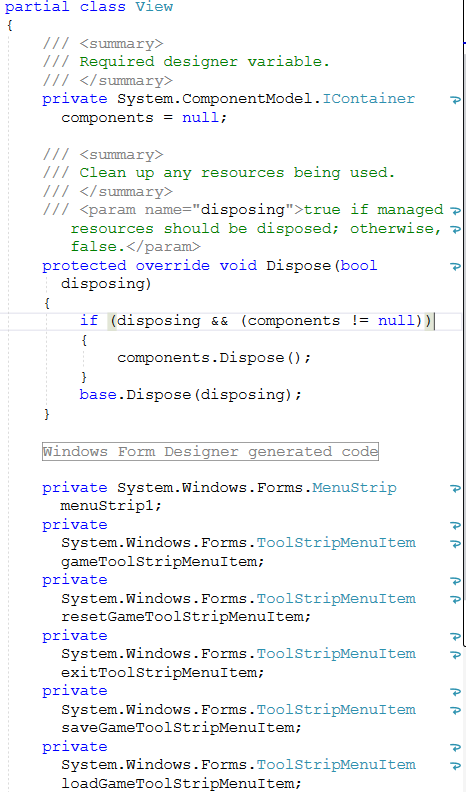 partial class View
{
/// <summary>
/// Required designer variable.
/// </summary>
private System.ComponentModel.IContainer
components = null;
/// <summary>
/// Clean up any resources being used.
/// </summary>
/// <param name="disposing">true if managed
resources should be disposed; otherwise,
false.</param>
protected override void Dispose(bool
disposing)
{
if (disposing && (components != null))
{
components.Dispose();
}
base.Dispose(disposing);
}
Windows Form Designer generated code
private System.Windows.Forms.MenuStrip
menuStrip1;
private
System.Windows.Forms.ToolStripMenuItem
gameToolStripMenuItem;
private
System.Windows.Forms.ToolStripMenuItem
resetGameToolStripMenuItem;
private
System.Windows.Forms.ToolStripMenuItem
exitToolStripMenuItem;
private
System.Windows.Forms.ToolStripMenuItem
saveGameToolStripMenuItem;
private
System.Windows.Forms.ToolStripMenuItem
loadGameToolStripMenuItem;